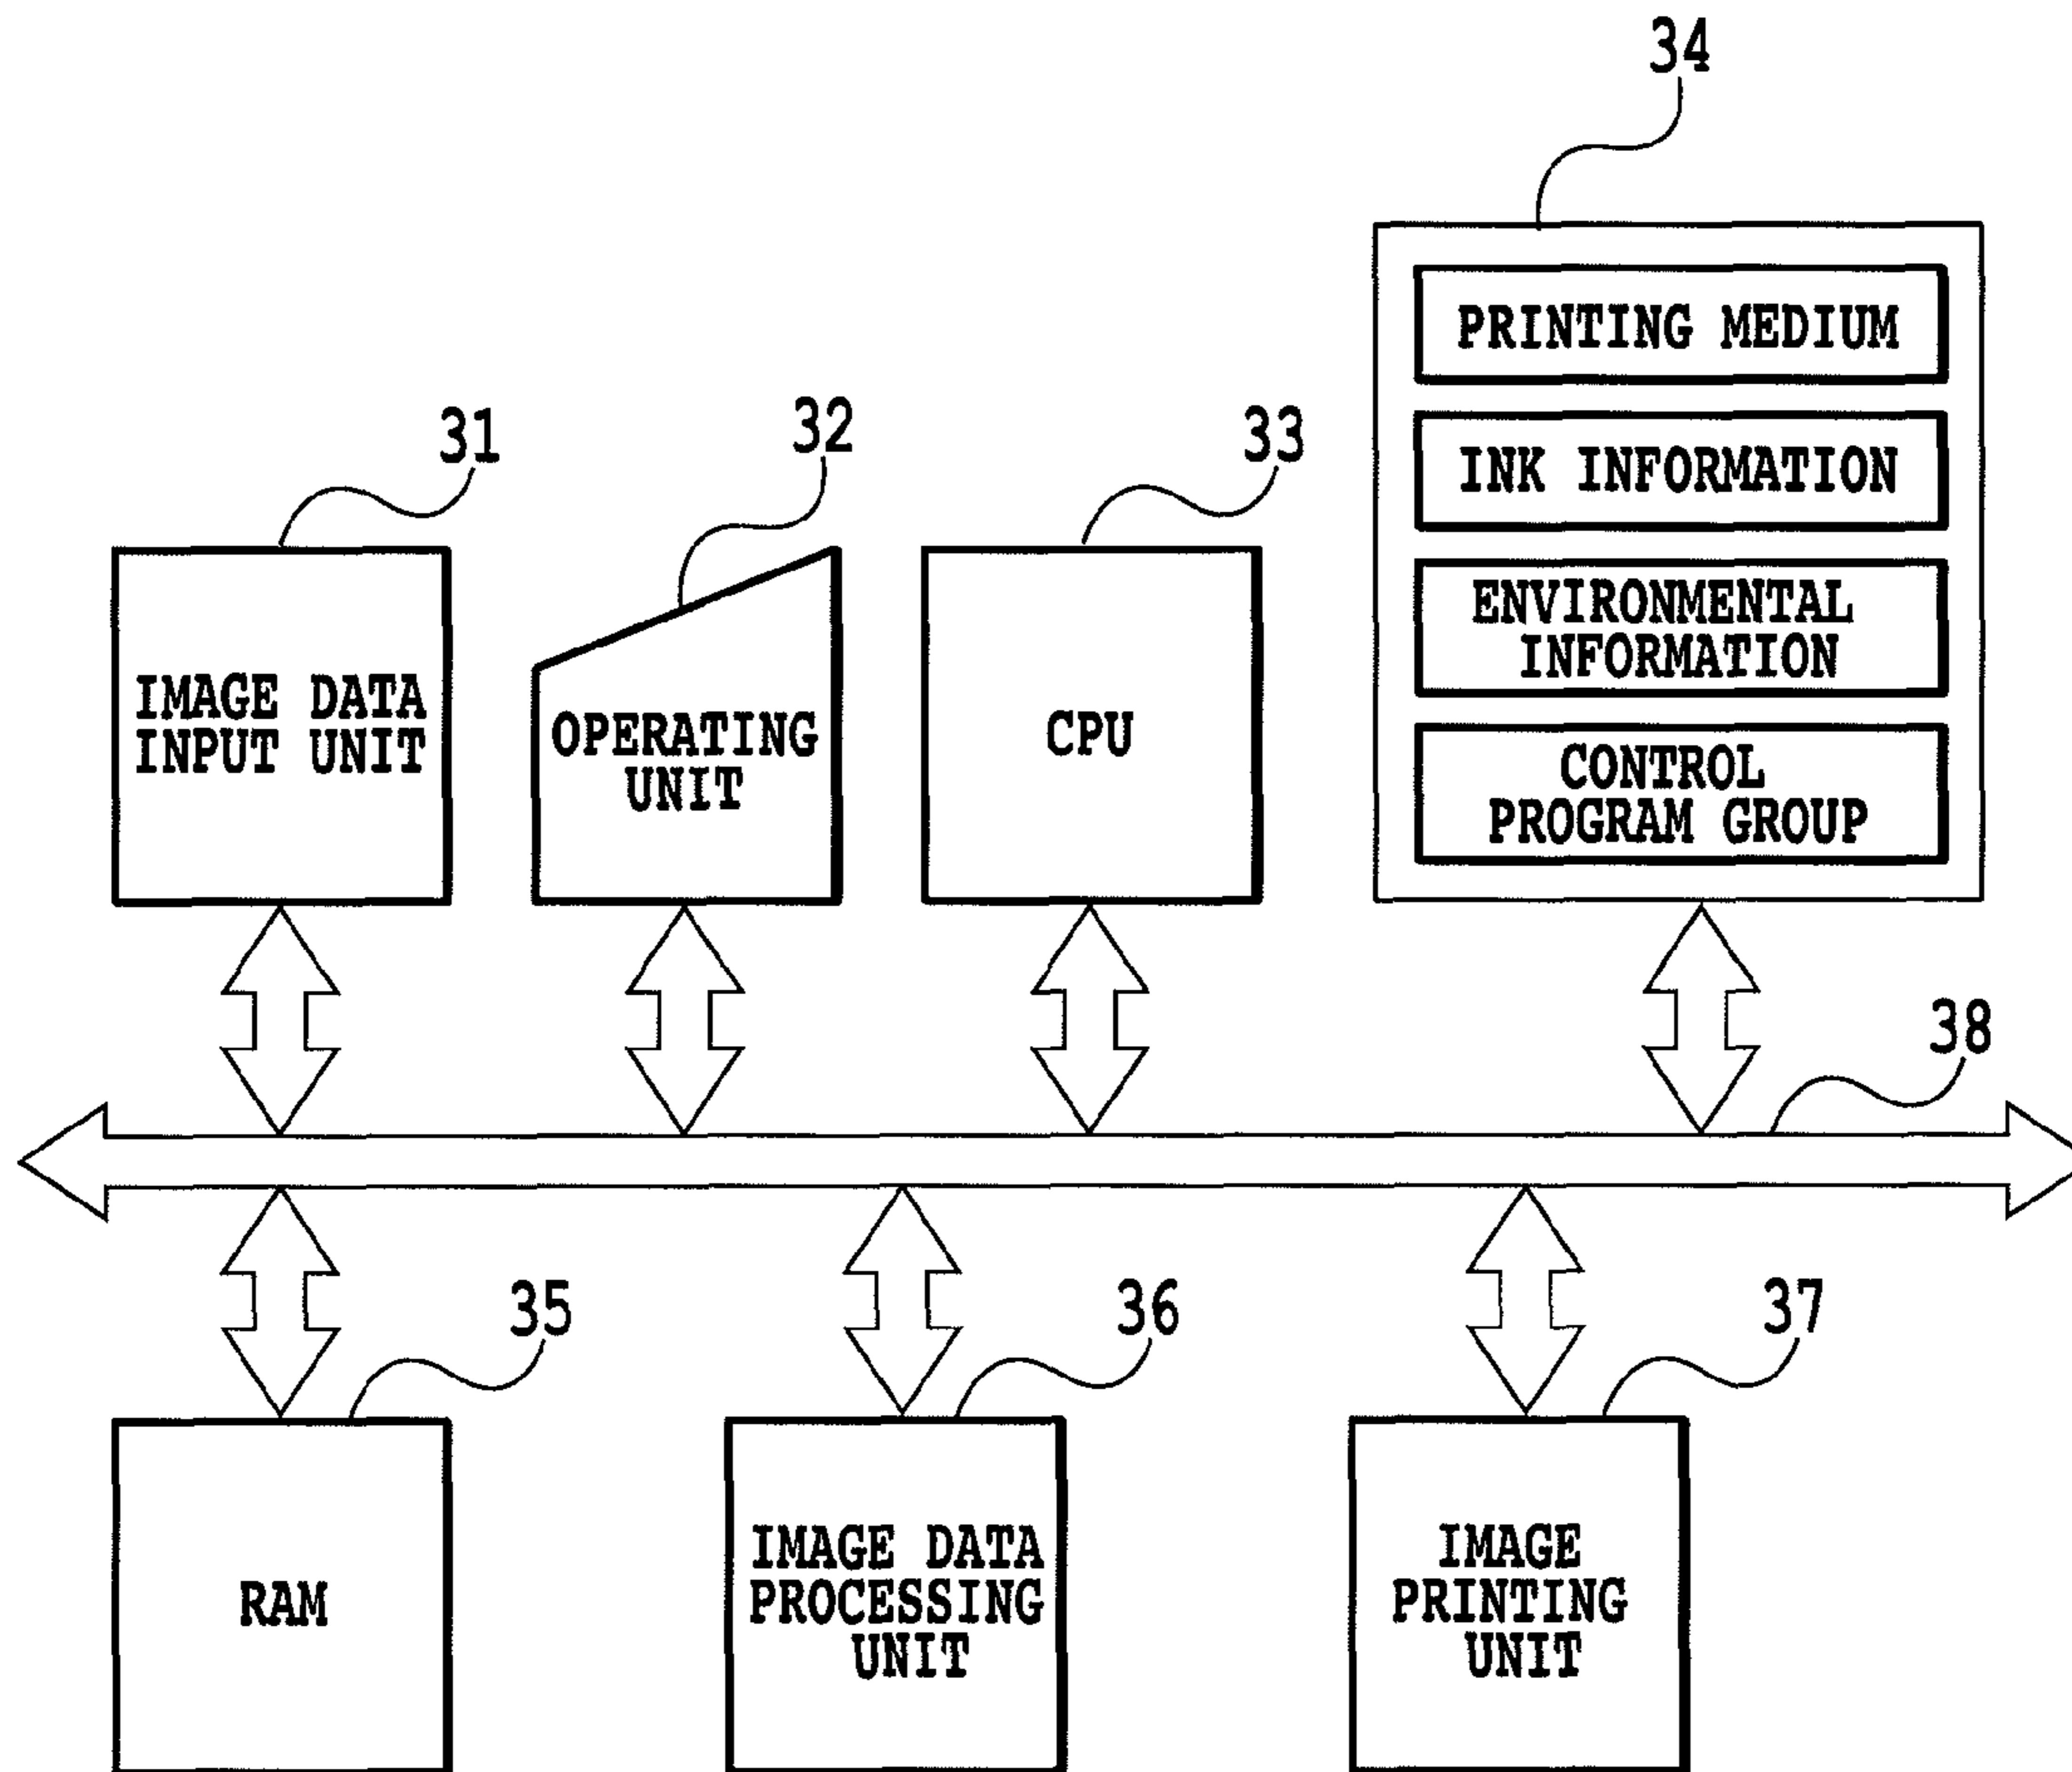 34
PRINTING MEDIUM
INK INFORMATION
ENVIRONMENTAL
INFORMATION
CONTROL
PROGRAM GROUP
31
IMAGE DATA
INPUT UNIT
32
OPERATING
UNIT
33
CPU
38
35
RAM
36
IMAGE DATA
PROCESSING
UNIT
37
IMAGE
PRINTING
UNIT